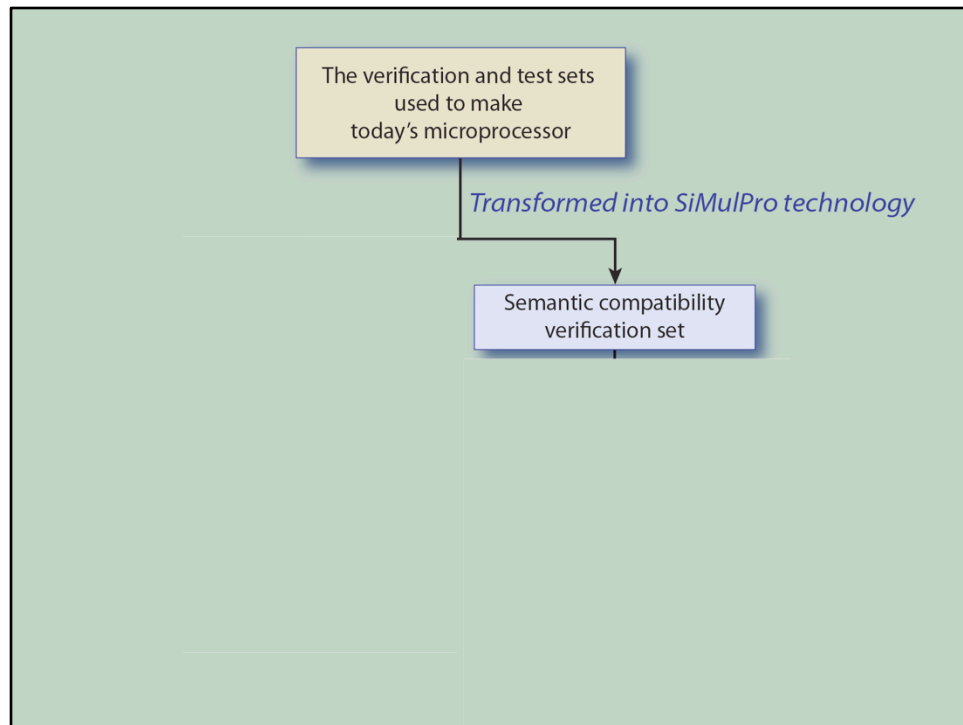 The verification and test sets
used to make
today’s microprocessor
Transformed into SiMulPro technology
Semantic compatibility
verification set